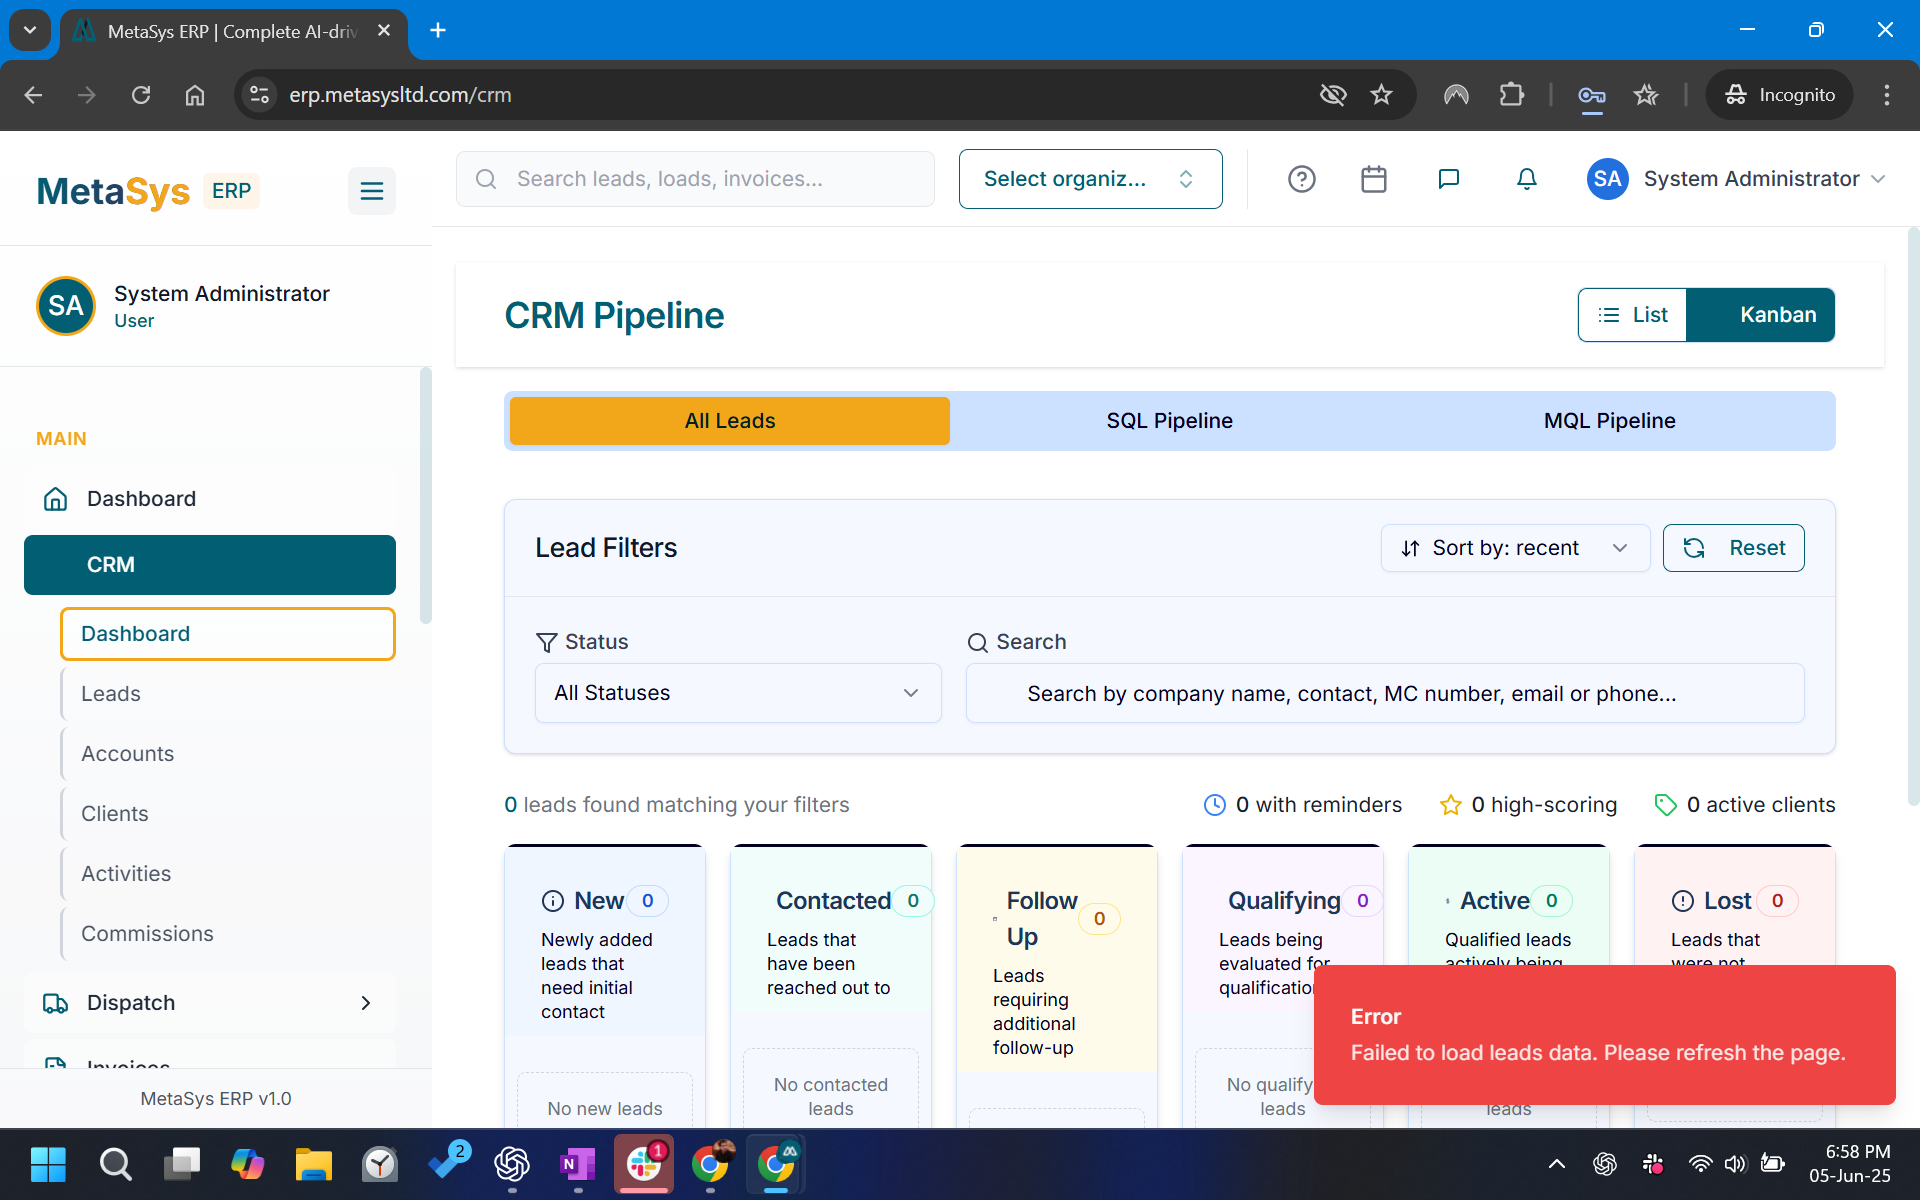 MetaSys ERP | Complete AI-driv
erp.metasysltd.com/crm
Incognito
MetaSys ERP
Search leads, loads, invoices...
Select organiz...
SA
System Administrator
SA
System Administrator
User
MAIN
Dashboard
CRM
Dashboard
Leads
Accounts
Clients
Activities
Commissions
Dispatch
Invoices
MetaSys ERP v1.0
CRM Pipeline
List
Kanban
All Leads
SQL Pipeline
MQL Pipeline
Lead Filters
Sort by: recent
Reset
Status
All Statuses
Search
Search by company name, contact, MC number, email or phone...
0 leads found matching your filters
0 with reminders
0 high-scoring
0 active clients
New 0
Newly added
leads that
need initial
contact
No new leads
Contacted 0
Leads that
have been
reached out to
No contacted
leads
Follow
Up
0
Leads
requiring
additional
follow-up
Qualifying 0
Leads being
evaluated for
qualification
No qualify
leads
Active 0
Qualified leads
actively being
leads
Lost 0
Leads that
were not
Error
Failed to load leads data. Please refresh the page.
2
N
1
6:58 PM
05-Jun-25